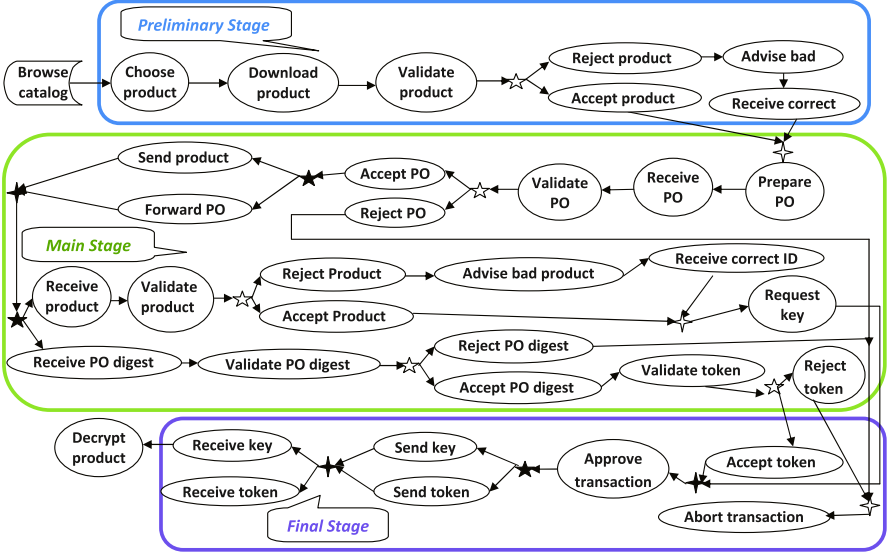 Preliminary Stage
Browse
catalog
Choose
product
Download
product
Validate
product
Reject product
Advise bad
Accept product
Receive correct
Send product
Forward PO
Accept PO
Reject PO
Validate
PO
Receive
PO
Prepare
PO
Main Stage
Receive
product
Validate
product
Reject Product
Advise bad product
Receive correct ID
Accept Product
Request
key
Receive PO digest
Validate PO digest
Reject PO digest
Accept PO digest
Validate token
Reject
token
Decrypt
product
Receive key
Send key
Approve
transaction
Accept token
Receive token
Send token
Abort transaction
Final Stage